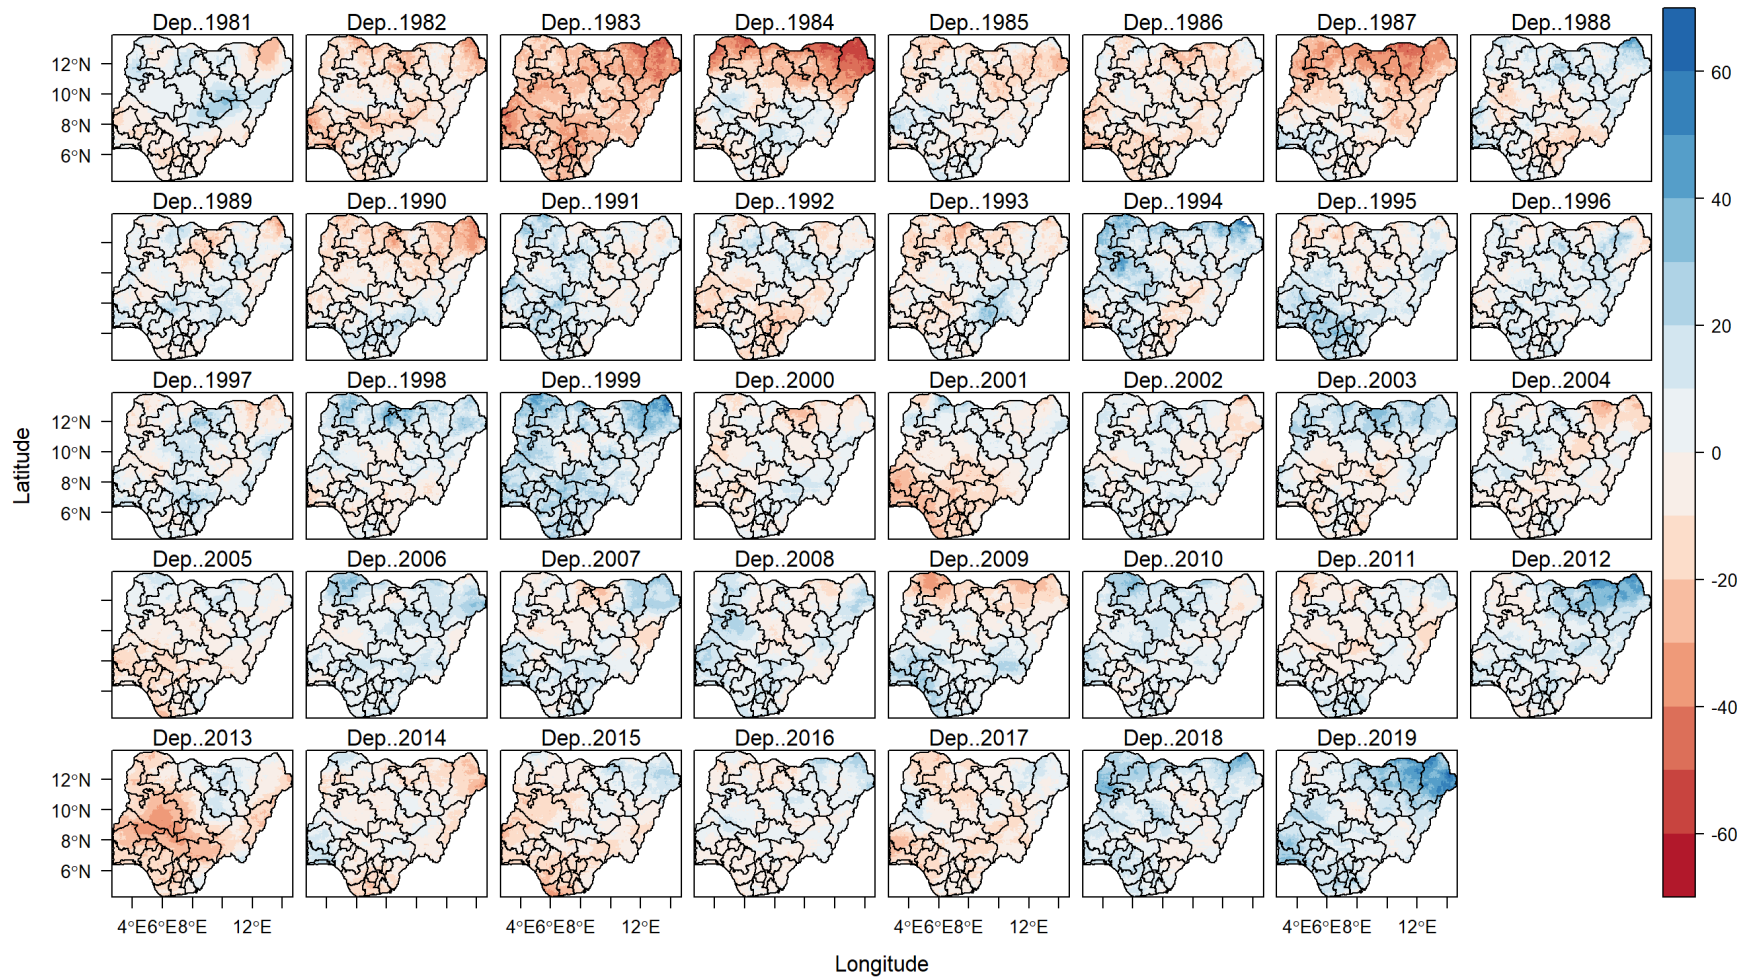 Dep..1981 Dep..1982 Dep..1983 Dep..1984 Dep..1985 Dep..1986 Dep..1987 Dep..1988
12°N
10°N
8°N
6°N
Dep..1989 Dep..1990 Dep..1991 Dep..1992 Dep..1993 Dep..1994 Dep..1995 Dep..1996
Dep..1997 Dep..1998 Dep..1999 Dep..2000 Dep..2001 Dep..2002 Dep..2003 Dep..2004
12°N
10°N
8°N
6°N
Dep..2005 Dep..2006 Dep..2007 Dep..2008 Dep..2009 Dep..2010 Dep..2011 Dep..2012
Dep..2013 Dep..2014 Dep..2015 Dep..2016 Dep..2017 Dep..2018 Dep..2019
12°N
10°N
8°N
6°N
4°E6°E8°E 12°E 4°E6°E8°E 12°E 4°E6°E8°E 12°E 4°E6°E8°E 12°E
Latitude
Longitude
60
40
20
0
-20
-40
-60